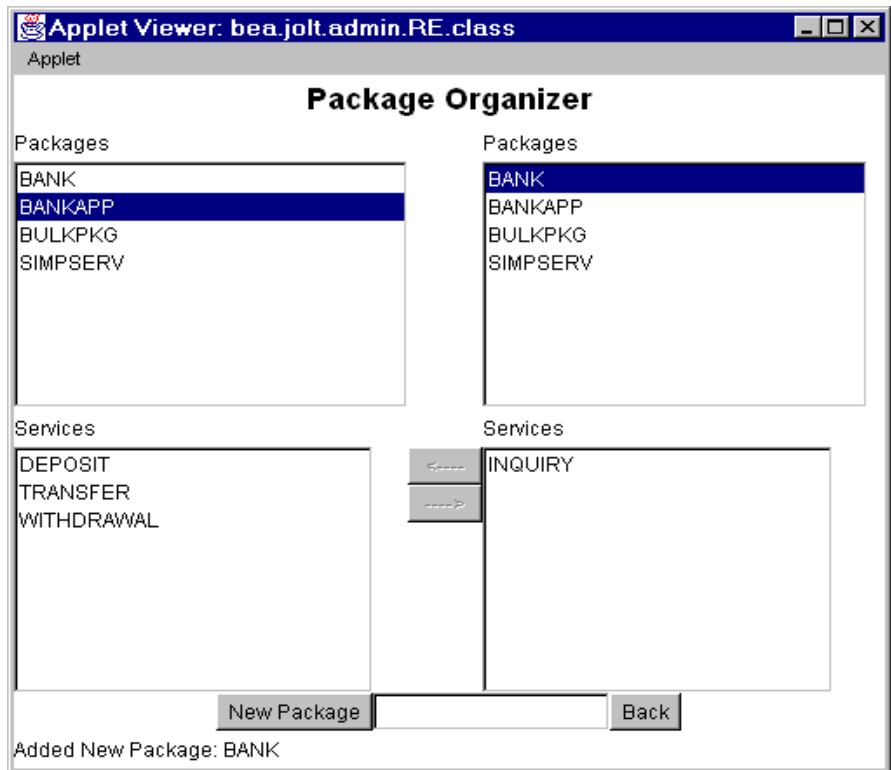 Applet Viewer: bea.jolt.admin.RE.class
Applet
Package Organizer
Packages
BANK
BANKAPP
BULKPKG
SIMPSERV
Packages
BANK
BANKAPP
BULKPKG
SIMPSERV
Services
DEPOSIT
TRANSFER
WITHDRAWAL
<----
---->
Services
INQUIRY
New Package
Back
Added New Package: BANK